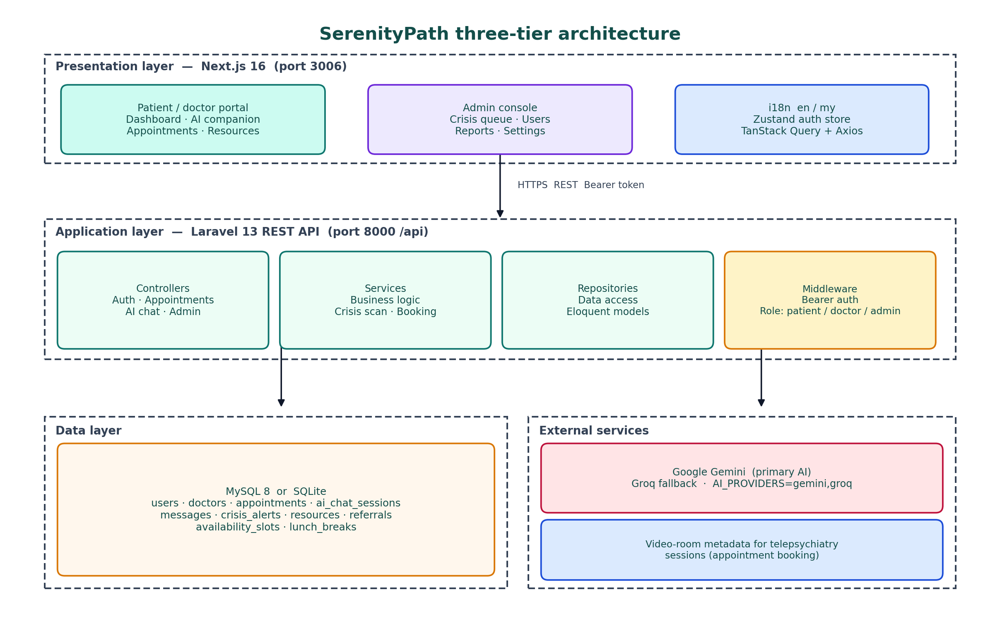 SerenityPath three-tier architecture
Presentation layer — Next.js 16 (port 3006)
Patient / doctor portal
Dashboard · AI companion
Appointments · Resources
Admin console
Crisis queue · Users
Reports · Settings
i18n en / my
Zustand auth store
TanStack Query + Axios
HTTPS REST Bearer token
Application layer — Laravel 13 REST API (port 8000 /api)
Controllers
Auth · Appointments
AI chat · Admin
Services
Business logic
Crisis scan · Booking
Repositories
Data access
Eloquent models
Middleware
Bearer auth
Role: patient / doctor / admin
Data layer
MySQL 8 or SQLite
users · doctors · appointments · ai_chat_sessions
messages · crisis_alerts · resources · referrals
availability_slots · lunch_breaks
External services
Google Gemini (primary AI)
Groq fallback · AI_PROVIDERS=gemini,groq
Video-room metadata for telepsychiatry
sessions (appointment booking)